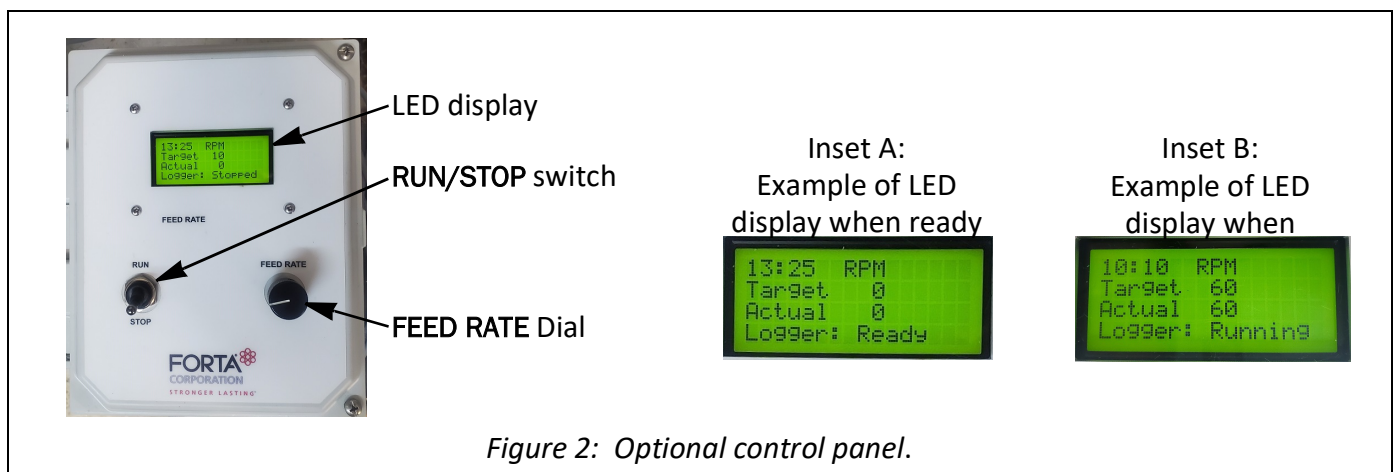 13:25 RPM
Target 10
Actual 0
Logger: Stopped
FEED RATE
RUN
FEED RATE
STOP
FORTA
CORPORATION
STRONGER LASTING
LED display
RUN/STOP switch
FEED RATE Dial
Inset A:
Example of LED
display when ready
13:25 RPM
Target 0
Actual 0
Logger: Ready
Inset B:
Example of LED
display when
10:10 RPM
Target 60
Actual 60
Logger: Running
Figure 2: Optional control panel.